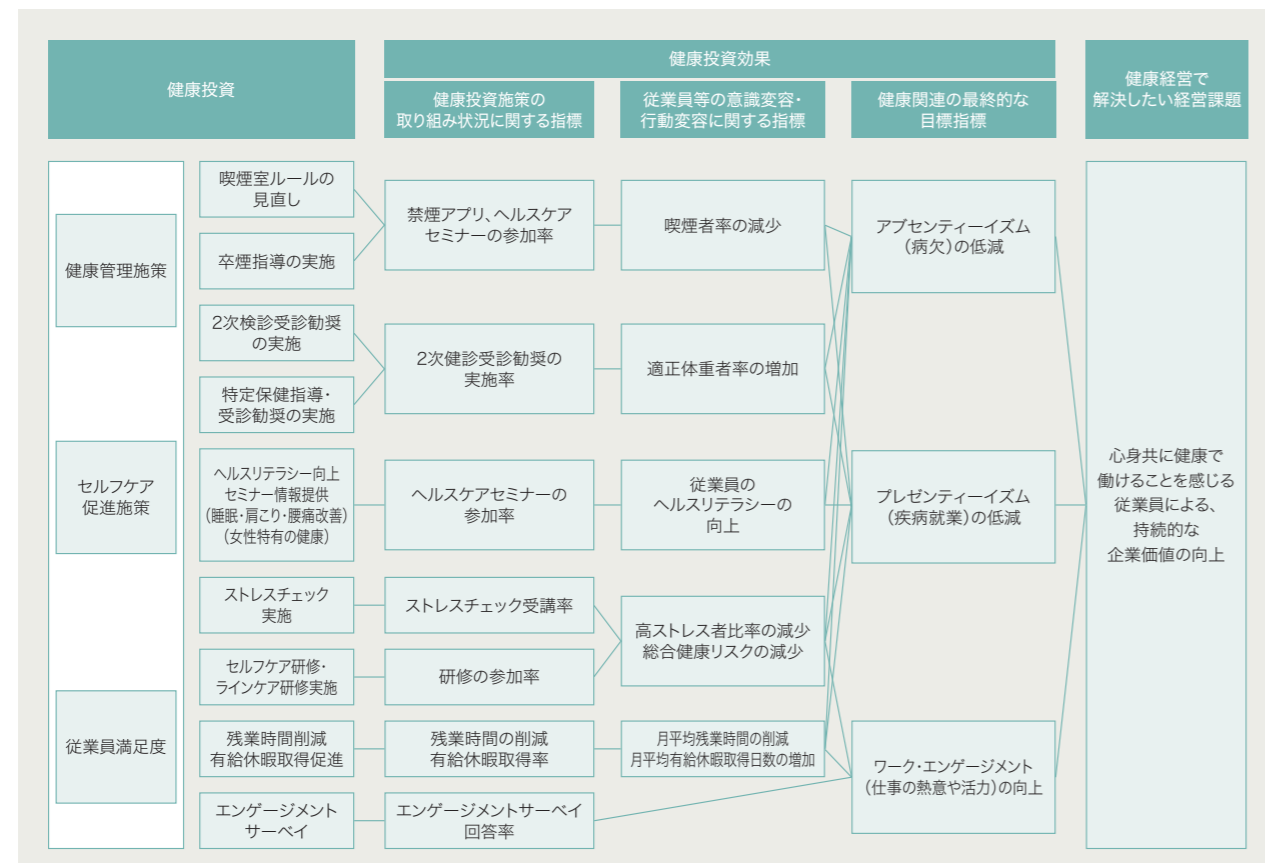 健康投資
健康投資効果
健康投資施策の
取り組み状況に関する指標
従業員等の意識変容・
行動変容に関する指標
健康関連の最終的な
目標指標
健康経営で
解決したい経営課題
健康管理施策
セルフケア
促進施策
従業員満足度
喫煙室ルールの
見直し
卒煙指導の実施
2次検診受診勧奨
の実施
特定保健指導・
受診勧奨の実施
ヘルスリテラシー向上
セミナー情報提供
(睡眠・肩こり・腰痛改善)
(女性特有の健康)
ストレスチェック
実施
セルフケア研修・
ラインケア研修実施
残業時間削減
有給休暇取得促進
エンゲージメント
サーベイ
禁煙アプリ、ヘルスケア
セミナーの参加率
2次健診受診勧奨の
実施率
ヘルスケアセミナーの
参加率
ストレスチェック受講率
研修の参加率
残業時間の削減
有給休暇取得率
エンゲージメントサーベイ
回答率
喫煙者率の減少
適正体重者率の増加
従業員の
ヘルスリテラシーの
向上
高ストレス者比率の減少
総合健康リスクの減少
月平均残業時間の削減
月平均有給休暇取得日数の増加
アブセンティーイズム
(病欠)の低減
プレゼンティーイズム
(疾病就業)の低減
ワーク・エンゲージメント
(仕事の熱意や活力)の向上
心身共に健康で
働けることを感じる
従業員による、
持続的な
企業価値の向上